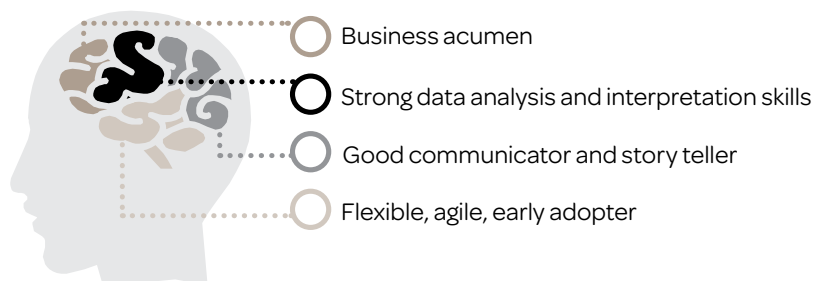 Business acumen
Strong data analysis and interpretation skills
Good communicator and story teller
Flexible, agile, early adopter